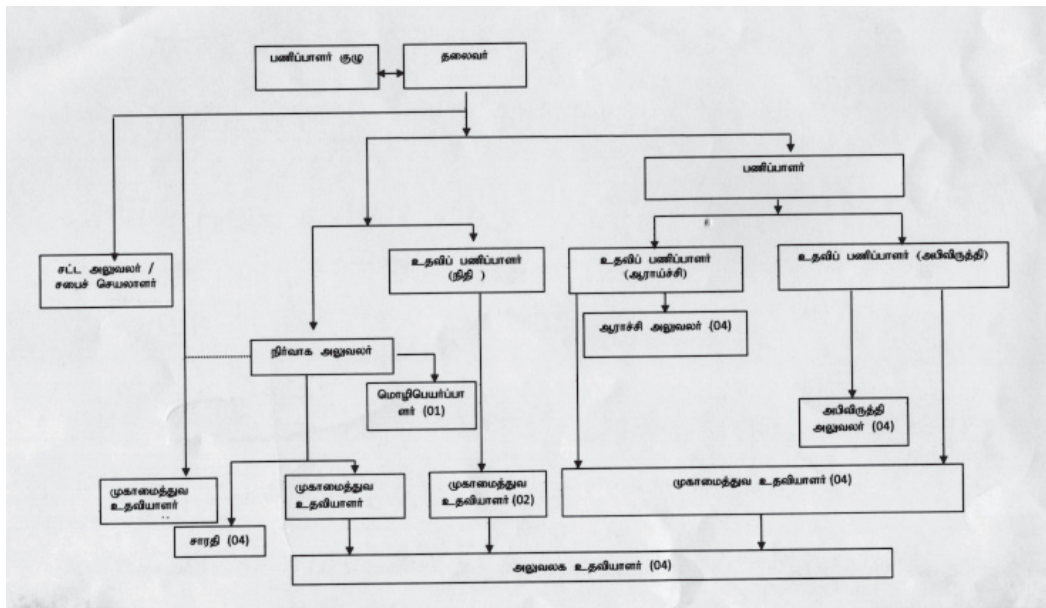 பணிப்பாளர் குழு
தலைவர்
பணிப்பாளர்
சட்ட அலுவலர் /
சபைச் செயலாளர்
உதவிப் பணிப்பாளர்
(நிதி )
உதவிப் பணிப்பாளர்
(ஆராய்ச்சி)
உதவிப் பணிப்பாளர் (அபிவிருத்தி)
ஆராச்சி அலுவலர் (04)
நிர்வாக அலுவலர்
மொழிபெயர்ப்பா
ளர் (01)
அபிவிருத்தி
அலுவலர் (04)
முகாமைத்துவ
உதவியாளர்
முகாமைத்துவ
உதவியாளர்
முகாமைத்துவ
உதவியாளர் (02)
முகாமைத்துவ உதவியாளர் (04)
சாரதி (04)
அலுவலக உதவியாளர் (04)